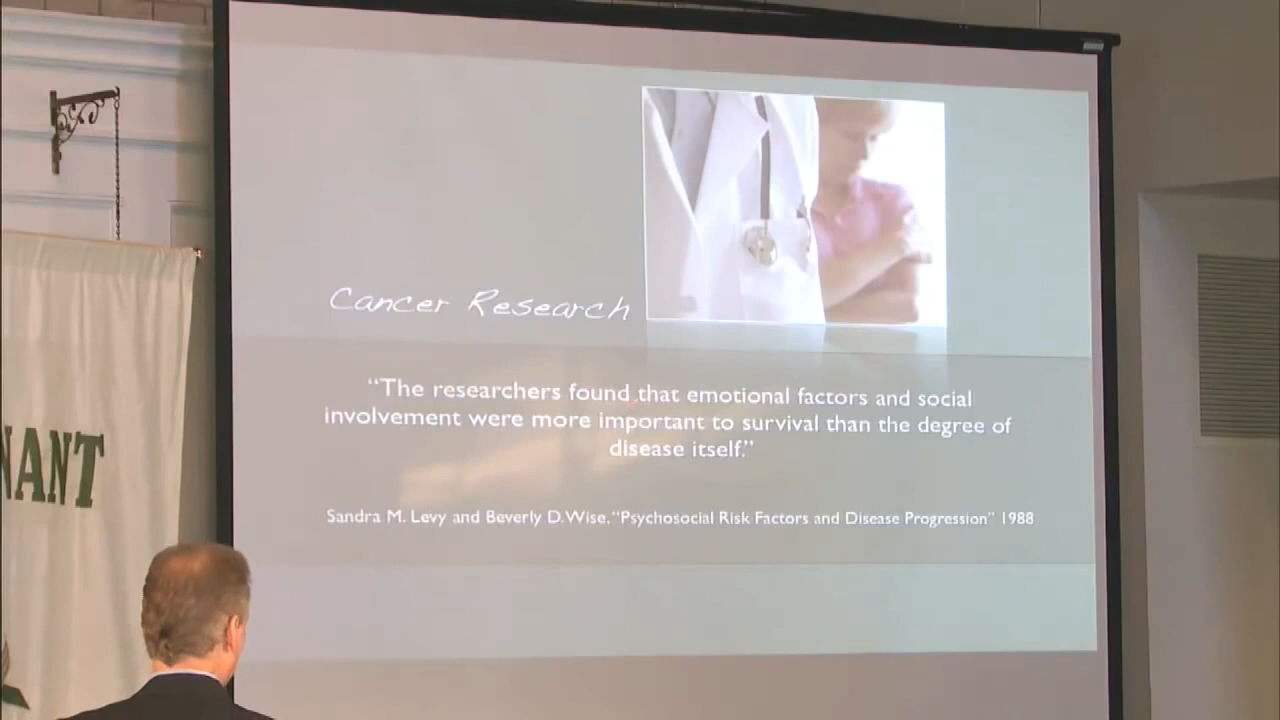 Cancer Research
“The researchers found that emotional factors and social
involvement were more important to survival than the degree of
disease itself.”
Sandra M. Levy and Beverly D. Wise, “Psychosocial Risk Factors and Disease Progression” 1988
NANT